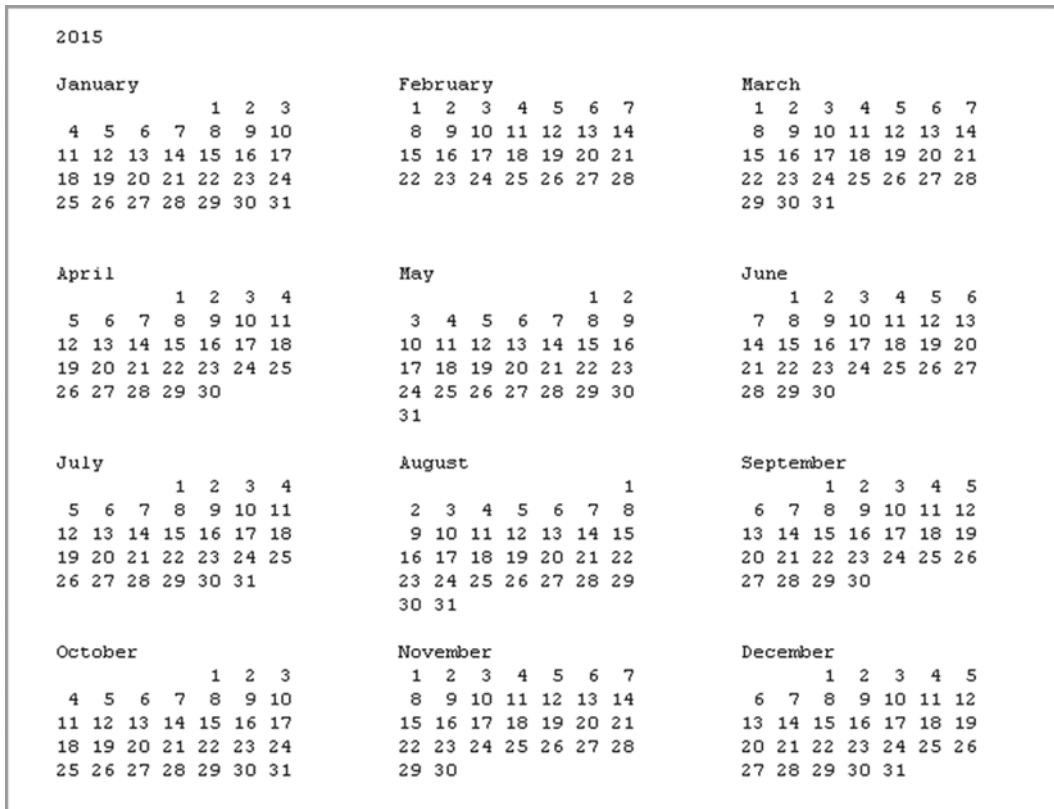 2015
January February March
1 2 3 1 2 3 4 5 6 7 1 2 3 4 5 6 7
4 5 6 7 8 9 10 8 9 10 11 12 13 14 8 9 10 11 12 13 14
11 12 13 14 15 16 17 15 16 17 18 19 20 21 15 16 17 18 19 20 21
18 19 20 21 22 23 24 22 23 24 25 26 27 28 22 23 24 25 26 27 28
25 26 27 28 29 30 31 29 30 31
April May June
1 2 3 4 1 2 1 2 3 4 5 6
5 6 7 8 9 10 11 3 4 5 6 7 8 9 7 8 9 10 11 12 13
12 13 14 15 16 17 18 10 11 12 13 14 15 16 14 15 16 17 18 19 20
19 20 21 22 23 24 25 17 18 19 20 21 22 23 21 22 23 24 25 26 27
26 27 28 29 30 24 25 26 27 28 29 30 28 29 30
31
July August September
1 2 3 4 1 1 2 3 4 5
5 6 7 8 9 10 11 2 3 4 5 6 7 8 6 7 8 9 10 11 12
12 13 14 15 16 17 18 9 10 11 12 13 14 15 13 14 15 16 17 18 19
19 20 21 22 23 24 25 16 17 18 19 20 21 22 20 21 22 23 24 25 26
26 27 28 29 30 31 23 24 25 26 27 28 29 27 28 29 30
30 31
October November December
1 2 3 1 2 3 4 5 6 7 1 2 3 4 5
4 5 6 7 8 9 10 8 9 10 11 12 13 14 6 7 8 9 10 11 12
11 12 13 14 15 16 17 15 16 17 18 19 20 21 13 14 15 16 17 18 19
18 19 20 21 22 23 24 22 23 24 25 26 27 28 20 21 22 23 24 25 26
25 26 27 28 29 30 31 29 30 27 28 29 30 31